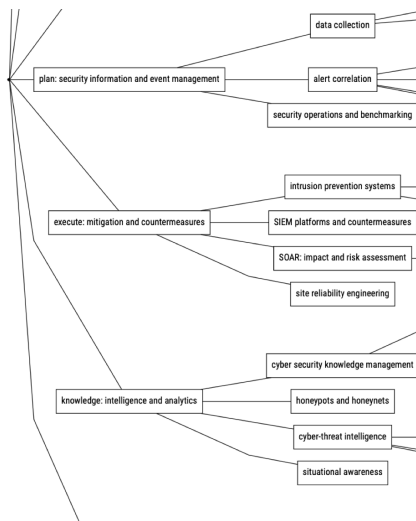 data collection
plan: security information and event management
alert correlation
security operations and benchmarking
intrusion prevention systems
execute: mitigation and countermeasures
SIEM platforms and countermeasures
SOAR: impact and risk assessment
site reliability engineering
cyber security knowledge management
knowledge: intelligence and analytics
honeypots and honeynets
cyber-threat intelligence
situational awareness